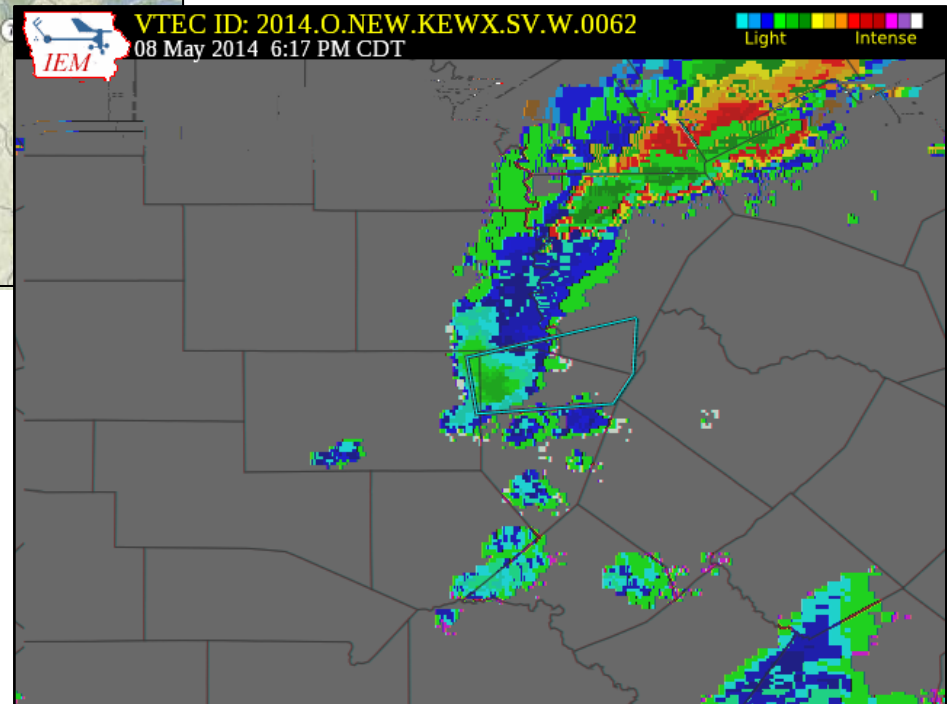 VTEC ID: 2014.O.NEW.KEWX.SV.W.0062
08 May 2014 6:17 PM CDT
IEM
Light Intense